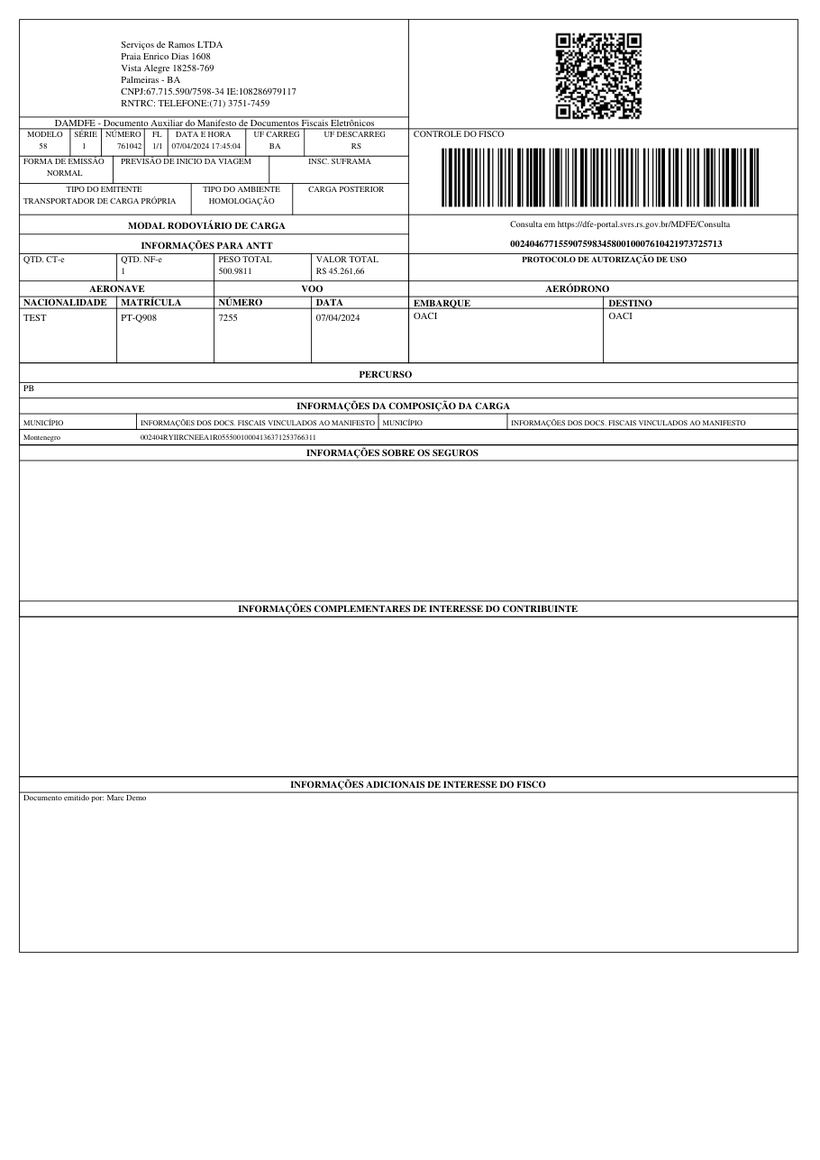 Serviços de Ramos LTDA
Praia Enrico Dias 1608
Vista Alegre 18258-769
Palmeiras - BA
CNPJ:67.715.590/7598-34 IE:108286979117
RNTRC: TELEFONE:(71) 3751-7459
DAMDFE - Documento Auxiliar do Manifesto de Documentos Fiscais Eletrônicos
MODELO SÉRIE NÚMERO FL DATA E HORA UF CARREG UF DESCARREG
58 1 761042 1/1 07/04/2024 17:45:04 BA RS
FORMA DE EMISSÃO PREVISÃO DE INICIO DA VIAGEM INSC. SUFRAMA
NORMAL
TIPO DO EMITENTE TIPO DO AMBIENTE CARGA POSTERIOR
TRANSPORTADOR DE CARGA PRÓPRIA HOMOLOGAÇÃO
CONTROLE DO FISCO
MODAL RODOVIÁRIO DE CARGA
Consulta em https://dfe-portal.svrs.rs.gov.br/MDFE/Consulta
INFORMAÇÕES PARA ANTT
00240467715590759834580010007610421973725713
QTD. CT-e QTD. NF-e PESO TOTAL VALOR TOTAL
1 500.9811 R$ 45.261,66
PROTOCOLO DE AUTORIZAÇÃO DE USO
AERONAVE VOO AERÓDRONO
NACIONALIDADE MATRÍCULA NÚMERO DATA EMBARQUE DESTINO
TEST PT-Q908 7255 07/04/2024 OACI OACI
PERCURSO
PB
INFORMAÇÕES DA COMPOSIÇÃO DA CARGA
MUNICÍPIO INFORMAÇÕES DOS DOCS. FISCAIS VINCULADOS AO MANIFESTO MUNICÍPIO INFORMAÇÕES DOS DOCS. FISCAIS VINCULADOS AO MANIFESTO
Montenegro 002404RYIIRCNEEA1R05550010004136371253766311
INFORMAÇÕES SOBRE OS SEGUROS
INFORMAÇÕES COMPLEMENTARES DE INTERESSE DO CONTRIBUINTE
INFORMAÇÕES ADICIONAIS DE INTERESSE DO FISCO
Documento emitido por: Marc Demo